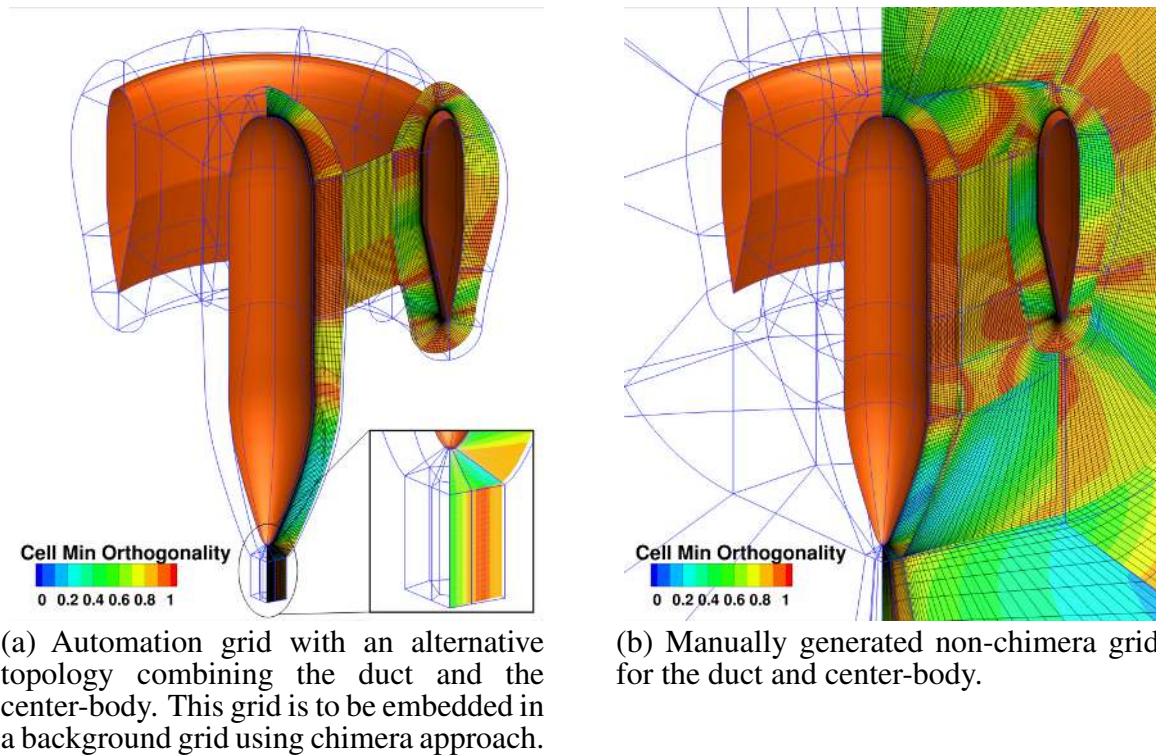 Cell Min Orthogonality
0 0.2 0.4 0.6 0.8 1
Cell Min Orthogonality
0 0.2 0.4 0.6 0.8 1
(a) Automation grid with an alternative
topology combining the duct and the
center-body. This grid is to be embedded in
a background grid using chimera approach.
(b) Manually generated non-chimera grid
for the duct and center-body.